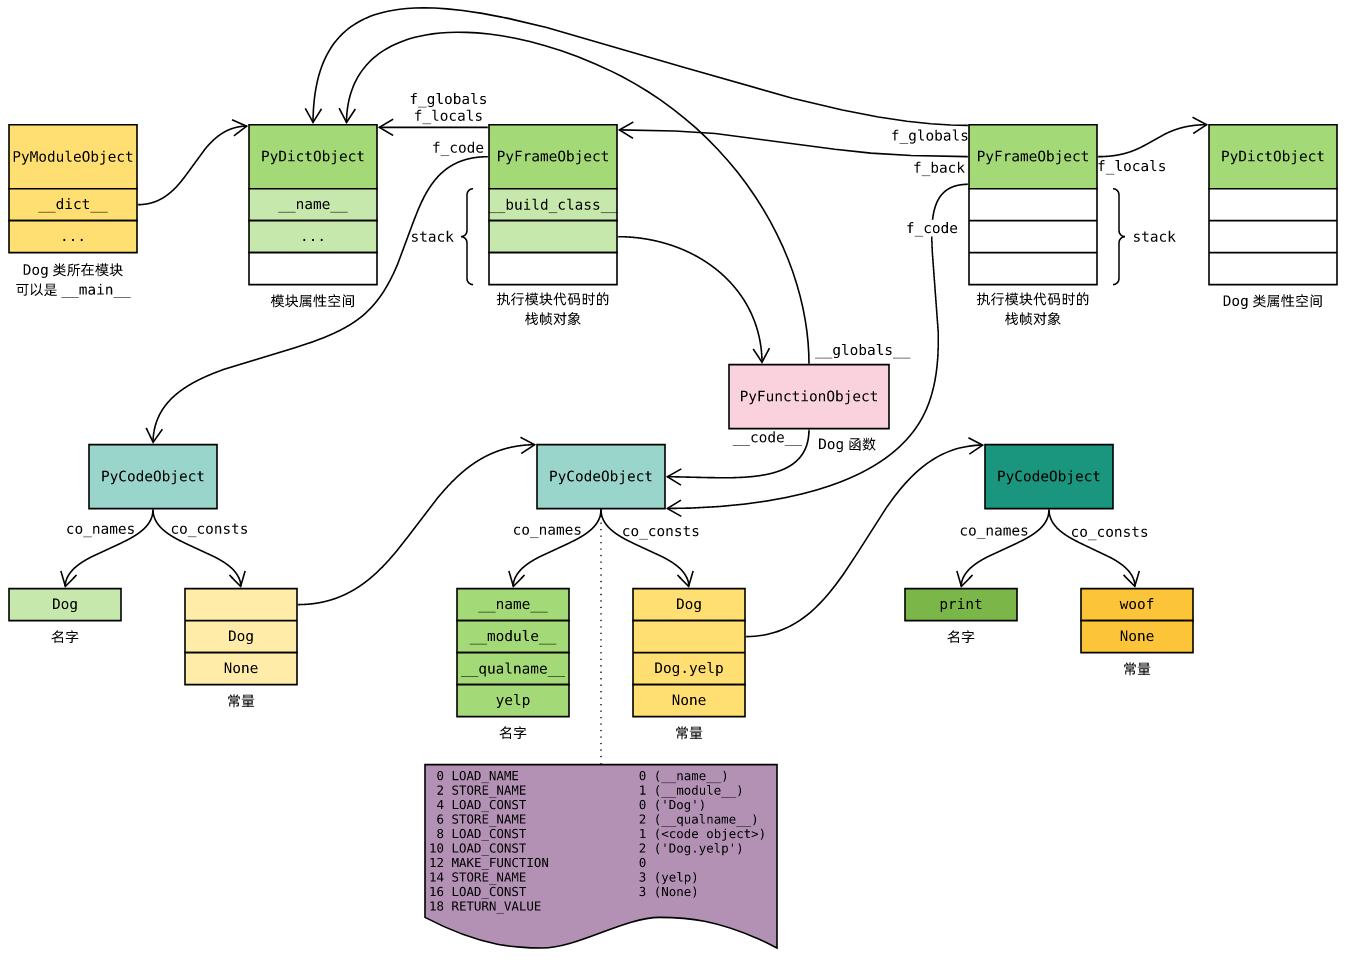 f_globals
f_locals
f_code
f_globals
f_back
f_code
f_locals
PyModuleObject
__dict__
...
Dog 类所在模块
可以是 __main__
PyDictObject
__name__
...
模块属性空间
PyFrameObject
__build_class__
stack
执行模块代码时的
栈帧对象
PyFrameObject
stack
执行模块代码时的
栈帧对象
PyDictObject
Dog 类属性空间
__globals__
PyFunctionObject
__code__
Dog 函数
PyCodeObject
co_names
co_consts
Dog
名字
Dog
None
常量
PyCodeObject
co_names
co_consts
__name__
__module__
__qualname__
yelp
名字
Dog
Dog.yelp
None
常量
PyCodeObject
co_names
co_consts
print
名字
woof
None
常量
0 LOAD_NAME 0 (__name__)
2 STORE_NAME 1 (__module__)
4 LOAD_CONST 0 ('Dog')
6 STORE_NAME 2 (__qualname__)
8 LOAD_CONST 1 (<code object>)
10 LOAD_CONST 2 ('Dog.yelp')
12 MAKE_FUNCTION 0
14 STORE_NAME 3 (yelp)
16 LOAD_CONST 3 (None)
18 RETURN_VALUE